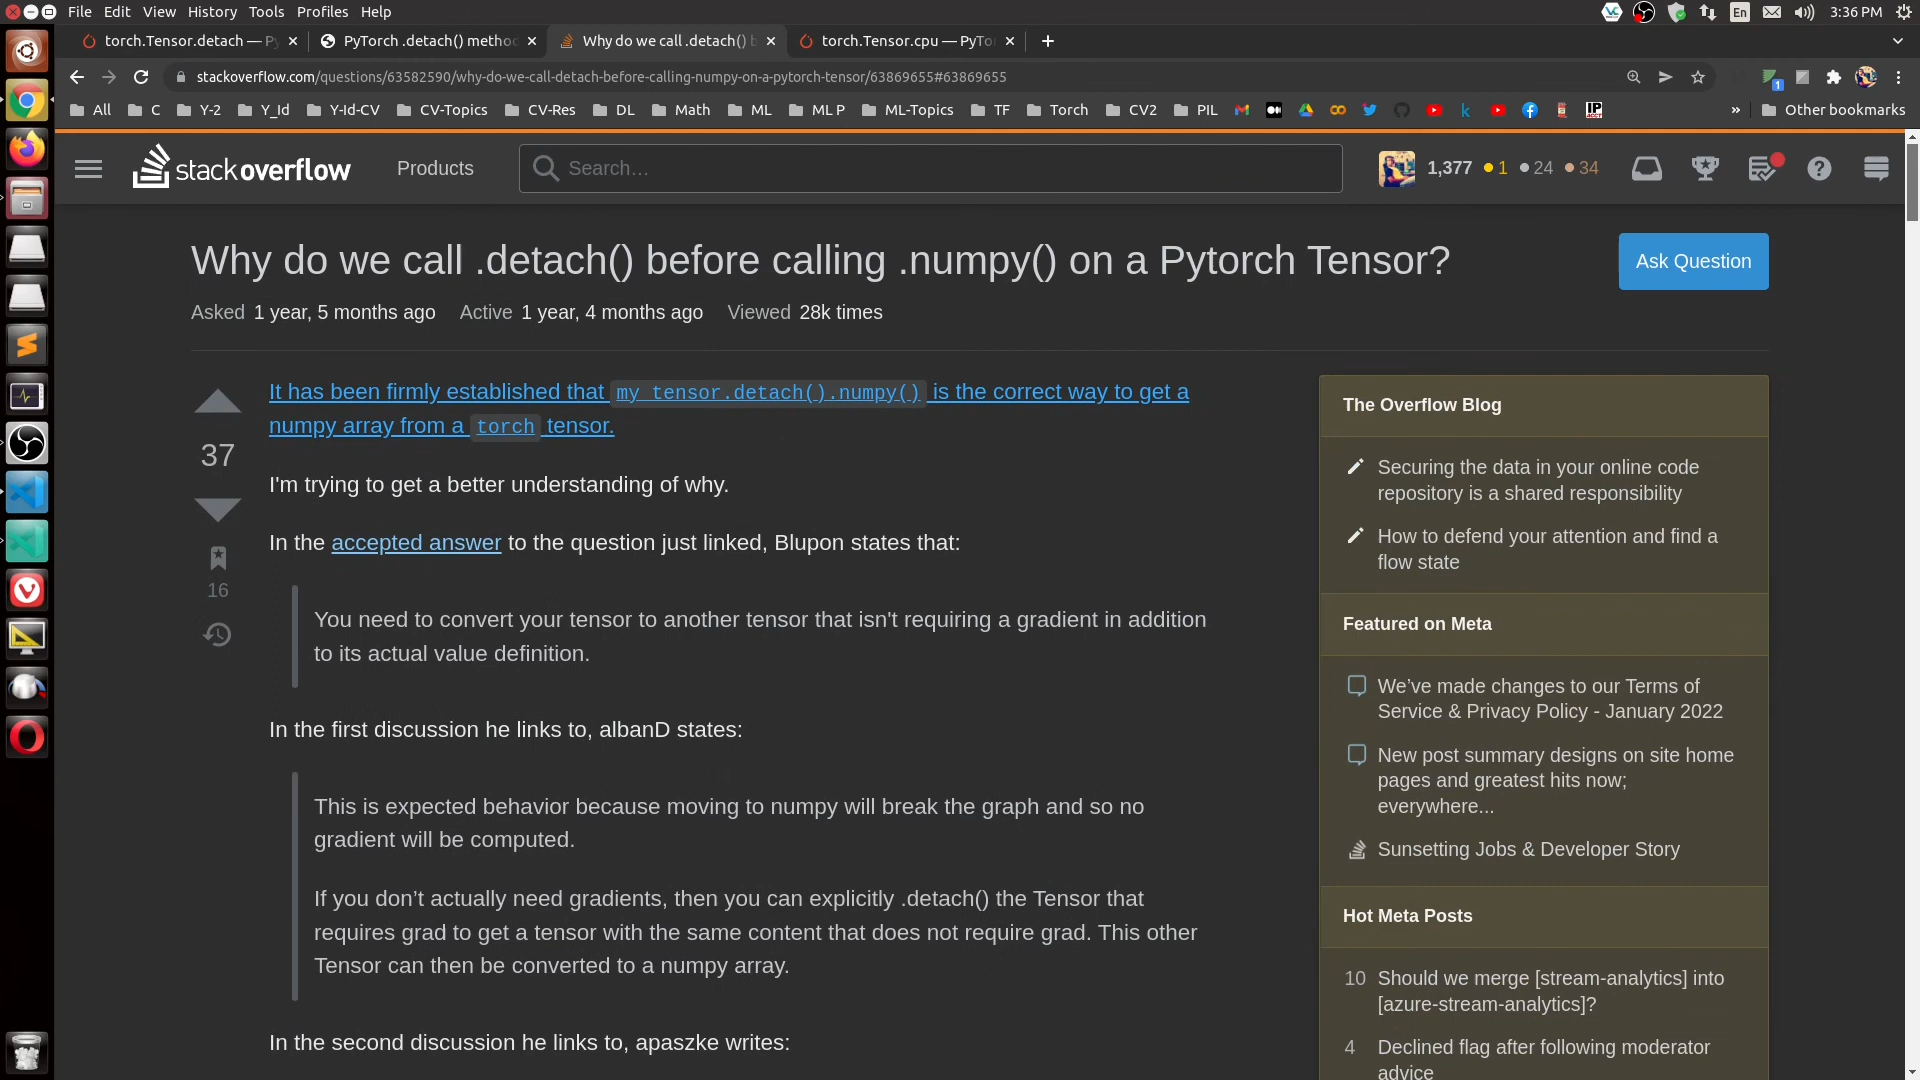 File Edit View History Tools Profiles Help
En 3:36 PM
torch.Tensor.detach — Py
PyTorch .detach() metho
Why do we call .detach() b
torch.Tensor.cpu — PyTo
stackoverflow.com/questions/63582590/why-do-we-call-detach-before-calling-numpy-on-a-pytorch-tensor/63869655#63869655
1
All C Y-2 Y_Id Y-Id-CV CV-Topics CV-Res DL Math ML ML P ML-Topics TF Torch CV2 PIL » Other bookmarks
stackoverflow Products Search… 1,377 1 24 34
Why do we call .detach() before calling .numpy() on a Pytorch Tensor?
Ask Question
Asked 1 year, 5 months ago Active 1 year, 4 months ago Viewed 28k times
37
16
It has been firmly established that my_tensor.detach().numpy() is the correct way to get a
numpy array from a torch tensor.
I'm trying to get a better understanding of why.
In the accepted answer to the question just linked, Blupon states that:
You need to convert your tensor to another tensor that isn't requiring a gradient in addition
to its actual value definition.
In the first discussion he links to, albanD states:
This is expected behavior because moving to numpy will break the graph and so no
gradient will be computed.
If you don’t actually need gradients, then you can explicitly .detach() the Tensor that
requires grad to get a tensor with the same content that does not require grad. This other
Tensor can then be converted to a numpy array.
In the second discussion he links to, apaszke writes:
The Overflow Blog
Securing the data in your online code
repository is a shared responsibility
How to defend your attention and find a
flow state
Featured on Meta
We’ve made changes to our Terms of
Service & Privacy Policy - January 2022
New post summary designs on site home
pages and greatest hits now;
everywhere...
Sunsetting Jobs & Developer Story
Hot Meta Posts
10 Should we merge [stream-analytics] into
[azure-stream-analytics]?
4 Declined flag after following moderator
advice